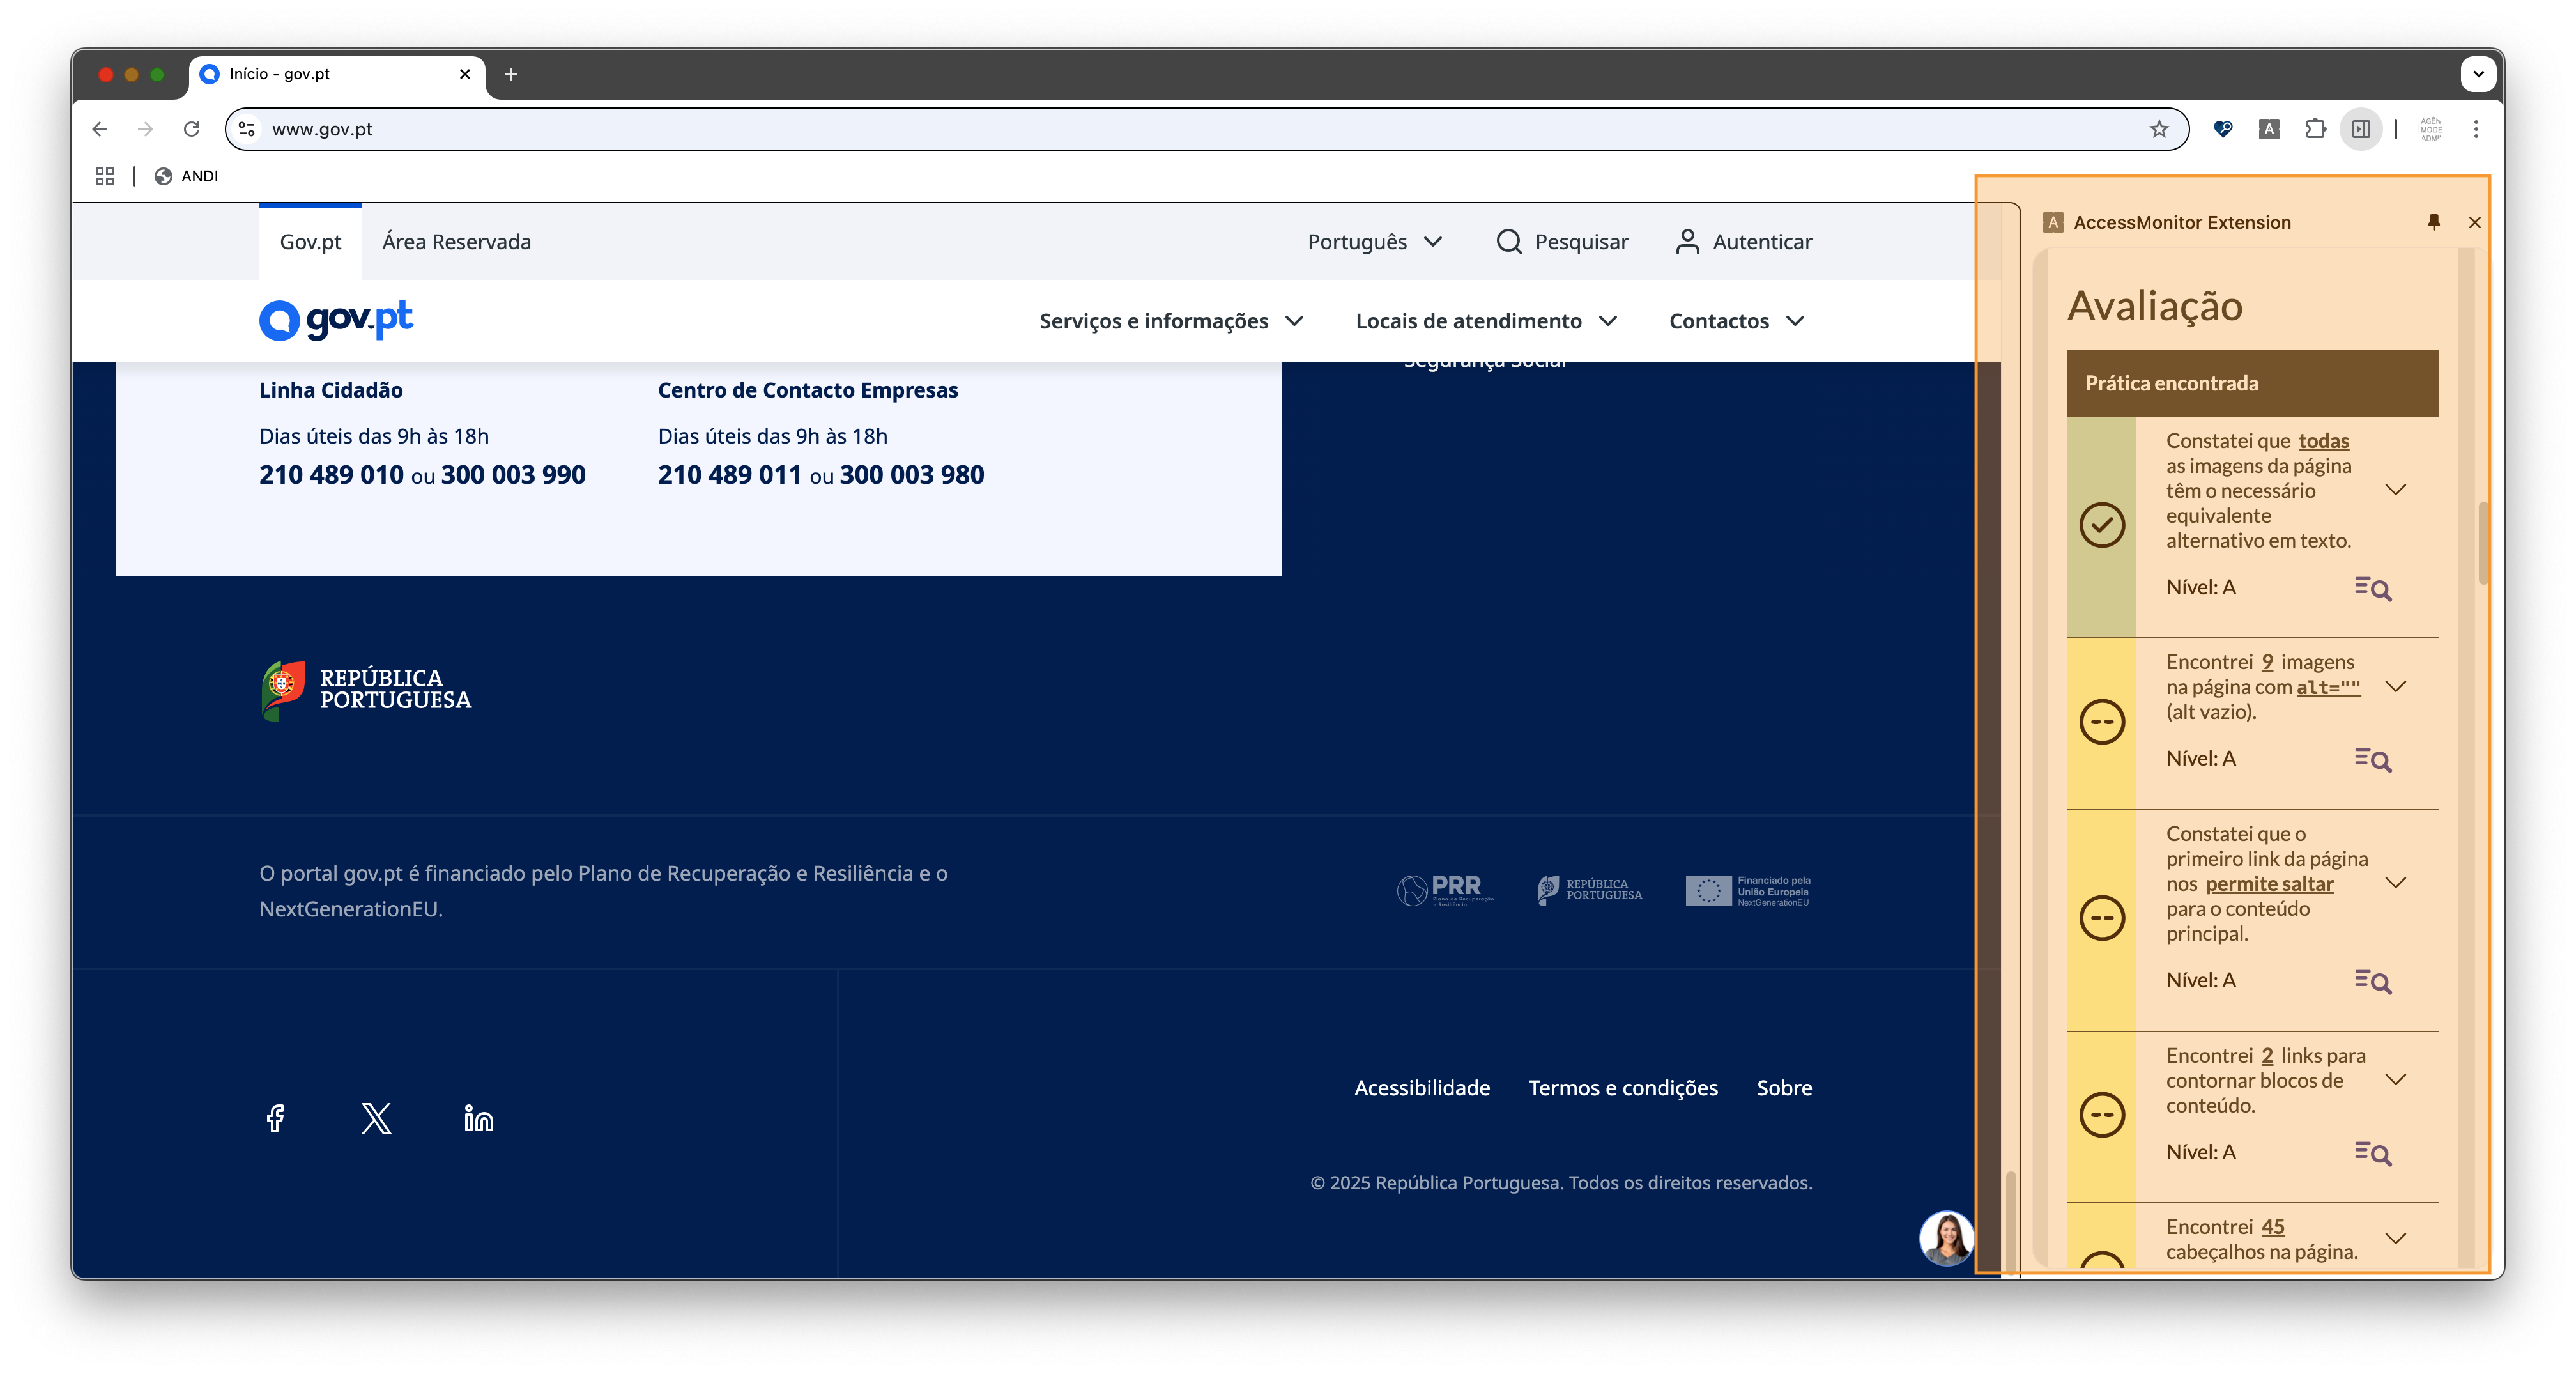 Início - gov.pt
www.gov.pt
A
AGÊN
MODE
ADMI
ANDI
Gov.pt
Área Reservada
Português
Pesquisar
Autenticar
gov.pt
Serviços e informações
Locais de atendimento
Contactos
Segurança Social
Linha Cidadão
Dias úteis das 9h às 18h
210 489 010 ou 300 003 990
Centro de Contacto Empresas
Dias úteis das 9h às 18h
210 489 011 ou 300 003 980
REPÚBLICA
PORTUGUESA
O portal gov.pt é financiado pelo Plano de Recuperação e Resiliência e o
NextGenerationEU.
PRR
Plano de Recuperação
e Resiliência
REPÚBLICA
PORTUGUESA
Financiado pela
União Europeia
NextGenerationEU
Acessibilidade
Termos e condições
Sobre
© 2025 República Portuguesa. Todos os direitos reservados.
A AccessMonitor Extension
Avaliação
Prática encontrada
Constatei que todas
as imagens da página
têm o necessário
equivalente
alternativo em texto.
Nível: A
Encontrei 9 imagens
na página com alt=""
(alt vazio).
Nível: A
Constatei que o
primeiro link da página
nos permite saltar
para o conteúdo
principal.
Nível: A
Encontrei 2 links para
contornar blocos de
conteúdo.
Nível: A
Encontrei 45
cabeçalhos na página.